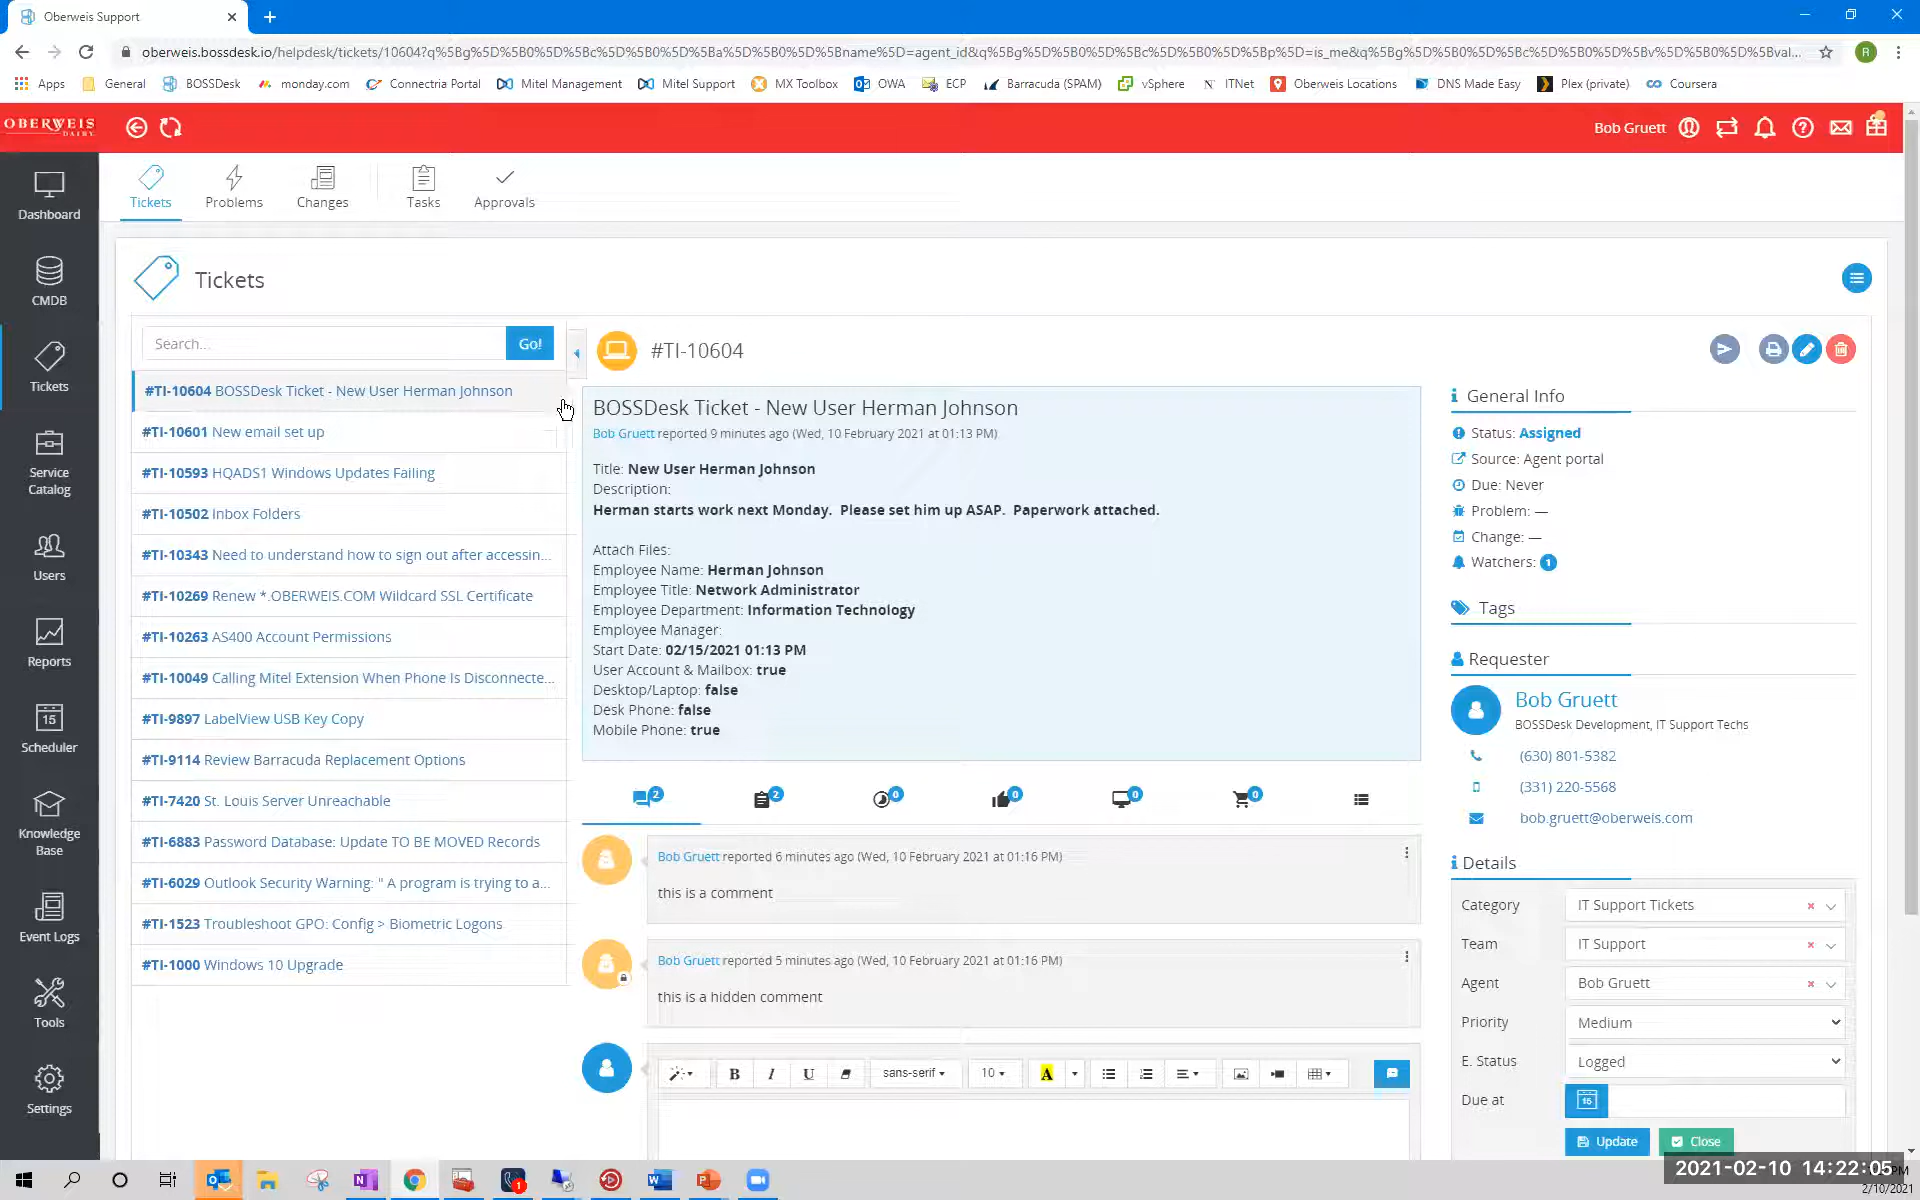 Oberweis Support
oberweis.bossdesk.io/helpdesk/tickets/10604?q%5Bg%5D%5B0%5D%5Bc%5D%5B0%5D%5Ba%5D%5B0%5D%5Bname%5D=agent_id&q%5Bg%5D%5B0%5D%5Bc%5D%5B0%5D%5Bp%5D=is_me&q%5Bg%5D%5B0%5D%5Bc%5D%5B0%5D%5Bv%5D%5B0%5D%5Bval...
R
Apps General BOSSDesk monday.com Connectria Portal Mitel Management Mitel Support MX Toolbox OWA ECP Barracuda (SPAM) vSphere ITNet Oberweis Locations DNS Made Easy Plex (private) Coursera
OBERWEIS
DAIRY
Bob Gruett
Dashboard
CMDB
Tickets
Service
Catalog
Users
Reports
15
Scheduler
Knowledge
Base
Event Logs
Tools
Settings
Tickets Problems Changes Tasks Approvals
Tickets
Search... Go!
#TI-10604 BOSSDesk Ticket - New User Herman Johnson
#TI-10601 New email set up
#TI-10593 HQADS1 Windows Updates Failing
#TI-10502 Inbox Folders
#TI-10343 Need to understand how to sign out after accessin...
#TI-10269 Renew *.OBERWEIS.COM Wildcard SSL Certificate
#TI-10263 AS400 Account Permissions
#TI-10049 Calling Mitel Extension When Phone Is Disconnecte...
#TI-9897 LabelView USB Key Copy
#TI-9114 Review Barracuda Replacement Options
#TI-7420 St. Louis Server Unreachable
#TI-6883 Password Database: Update TO BE MOVED Records
#TI-6029 Outlook Security Warning: " A program is trying to a...
#TI-1523 Troubleshoot GPO: Config > Biometric Logons
#TI-1000 Windows 10 Upgrade
#TI-10604
BOSSDesk Ticket - New User Herman Johnson
Bob Gruett reported 9 minutes ago (Wed, 10 February 2021 at 01:13 PM)
Title: New User Herman Johnson
Description:
Herman starts work next Monday.  Please set him up ASAP.  Paperwork attached.
Attach Files:
Employee Name: Herman Johnson
Employee Title: Network Administrator
Employee Department: Information Technology
Employee Manager:
Start Date: 02/15/2021 01:13 PM
User Account & Mailbox: true
Desktop/Laptop: false
Desk Phone: false
Mobile Phone: true
2 2 0 0 0 0
Bob Gruett reported 6 minutes ago (Wed, 10 February 2021 at 01:16 PM)
this is a comment
Bob Gruett reported 5 minutes ago (Wed, 10 February 2021 at 01:16 PM)
this is a hidden comment
B I U sans-serif 10 A
General Info
Status: Assigned
Source: Agent portal
Due: Never
Problem: —
Change: —
Watchers: 1
Tags
Requester
Bob Gruett
BOSSDesk Development, IT Support Techs
(630) 801-5382
(331) 220-5568
bob.gruett@oberweis.com
Details
Category IT Support Tickets
Team IT Support
Agent Bob Gruett
Priority Medium
E. Status Logged
Due at 15
Update Close
1
2021-02-10 14:22:05
2/10/2021